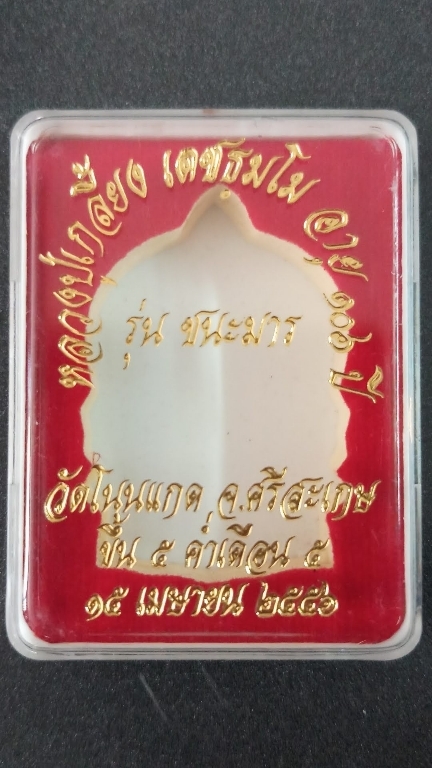 หลวงปู่เกลี้ยง เตชธมฺโม อายุ ๑๐๖ ปี
รุ่น ชนะมาร
วัดโนนแกด จ.ศรีสะเกษ
ขึ้น ๕ ค่ำเดือน ๕
๑๕ เมษายน ๒๕๕๖